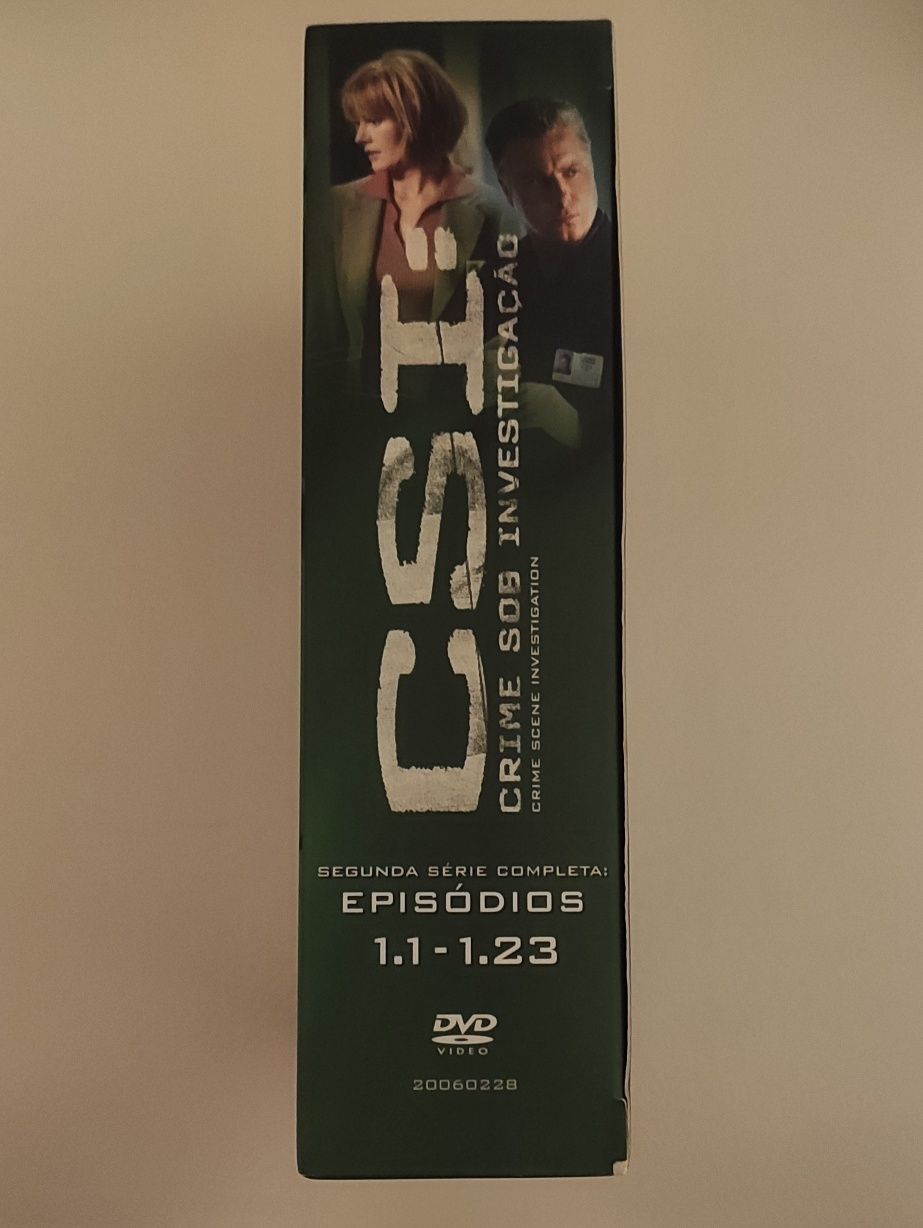 CSI:
CRIME SOB INVESTIGAÇÃO
CRIME SCENE INVESTIGATION
SEGUNDA SÉRIE COMPLETA:
EPISÓDIOS
1.1 - 1.23
DVD
VIDEO
20060228